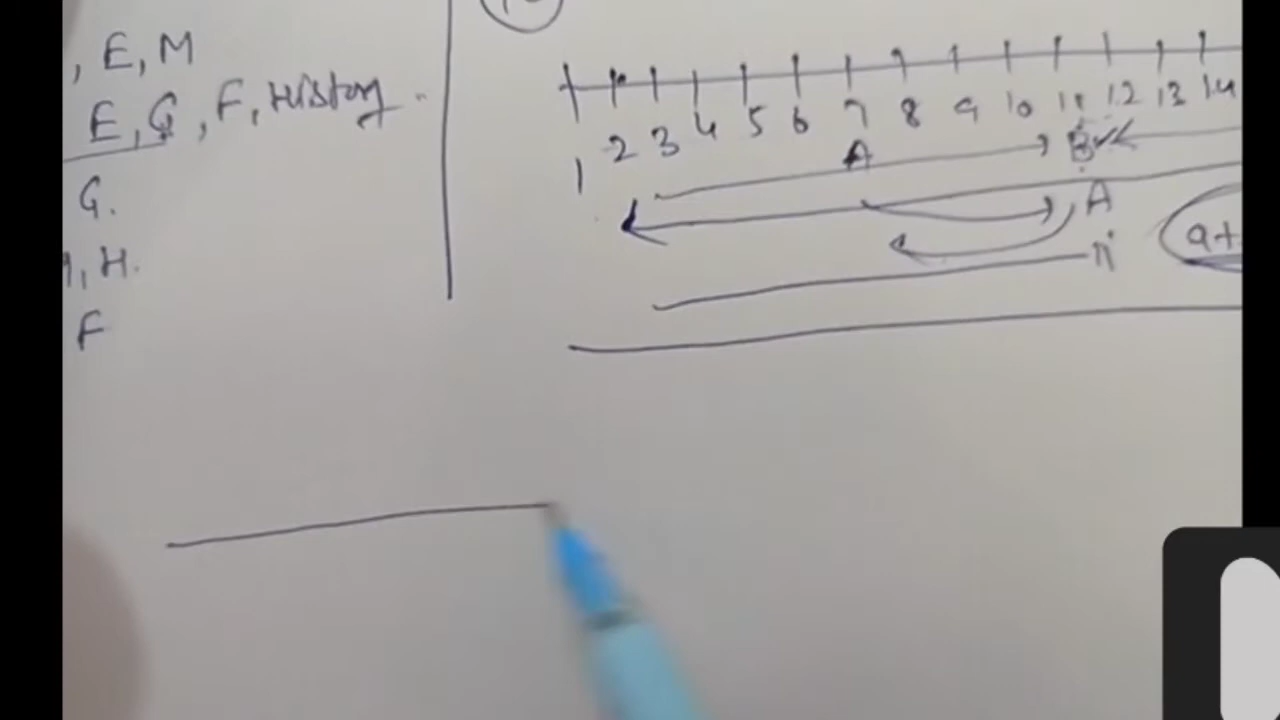 , E, M
E, G, F, History.
G.
, H.
F
1 2 3 4 5 6 7 8 9 10 11 12 13 14
A B
A
a+